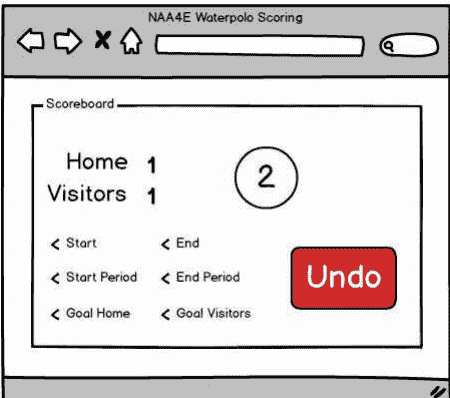 NAA4E Waterpolo Scoring
Scoreboard
Home 1
Visitors 1
2
< Start < End
< Start Period < End Period
< Goal Home < Goal Visitors
Undo